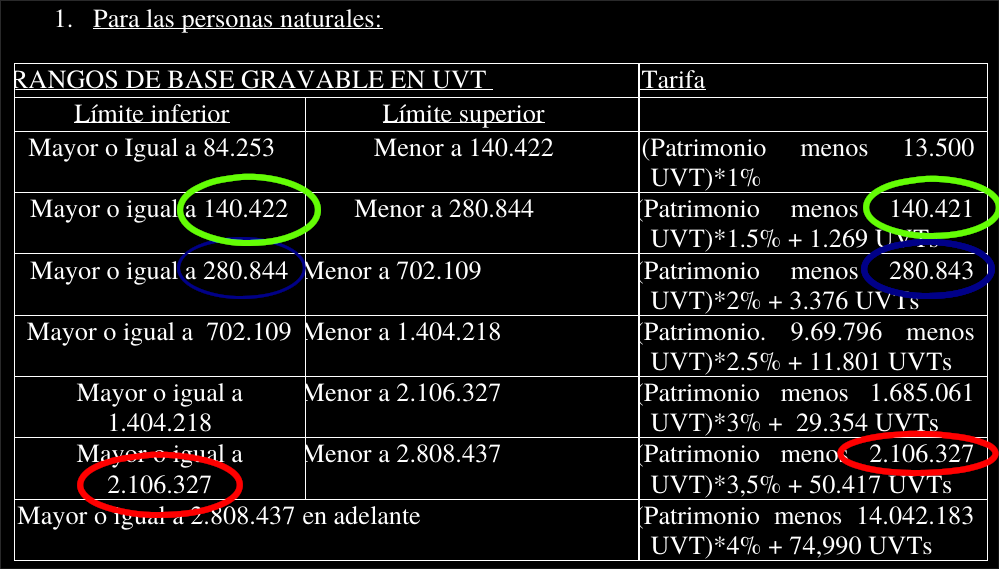 1. Para las personas naturales:
RANGOS DE BASE GRAVABLE EN UVT
Tarifa
Límite inferior
Límite superior
Mayor o Igual a 84.253
Menor a 140.422
(Patrimonio menos 13.500
UVT)*1%
Mayor o igual a 140.422
Menor a 280.844
(Patrimonio menos 140.421
UVT)*1.5% + 1.269 UVTs
Mayor o igual a 280.844
Menor a 702.109
(Patrimonio menos 280.843
UVT)*2% + 3.376 UVTs
Mayor o igual a 702.109
Menor a 1.404.218
(Patrimonio. 9.69.796 menos
UVT)*2.5% + 11.801 UVTs
Mayor o igual a
1.404.218
Menor a 2.106.327
(Patrimonio menos 1.685.061
UVT)*3% + 29.354 UVTs
Mayor o igual a
2.106.327
Menor a 2.808.437
(Patrimonio menos 2.106.327
UVT)*3,5% + 50.417 UVTs
Mayor o igual a 2.808.437 en adelante
(Patrimonio menos 14.042.183
UVT)*4% + 74,990 UVTs